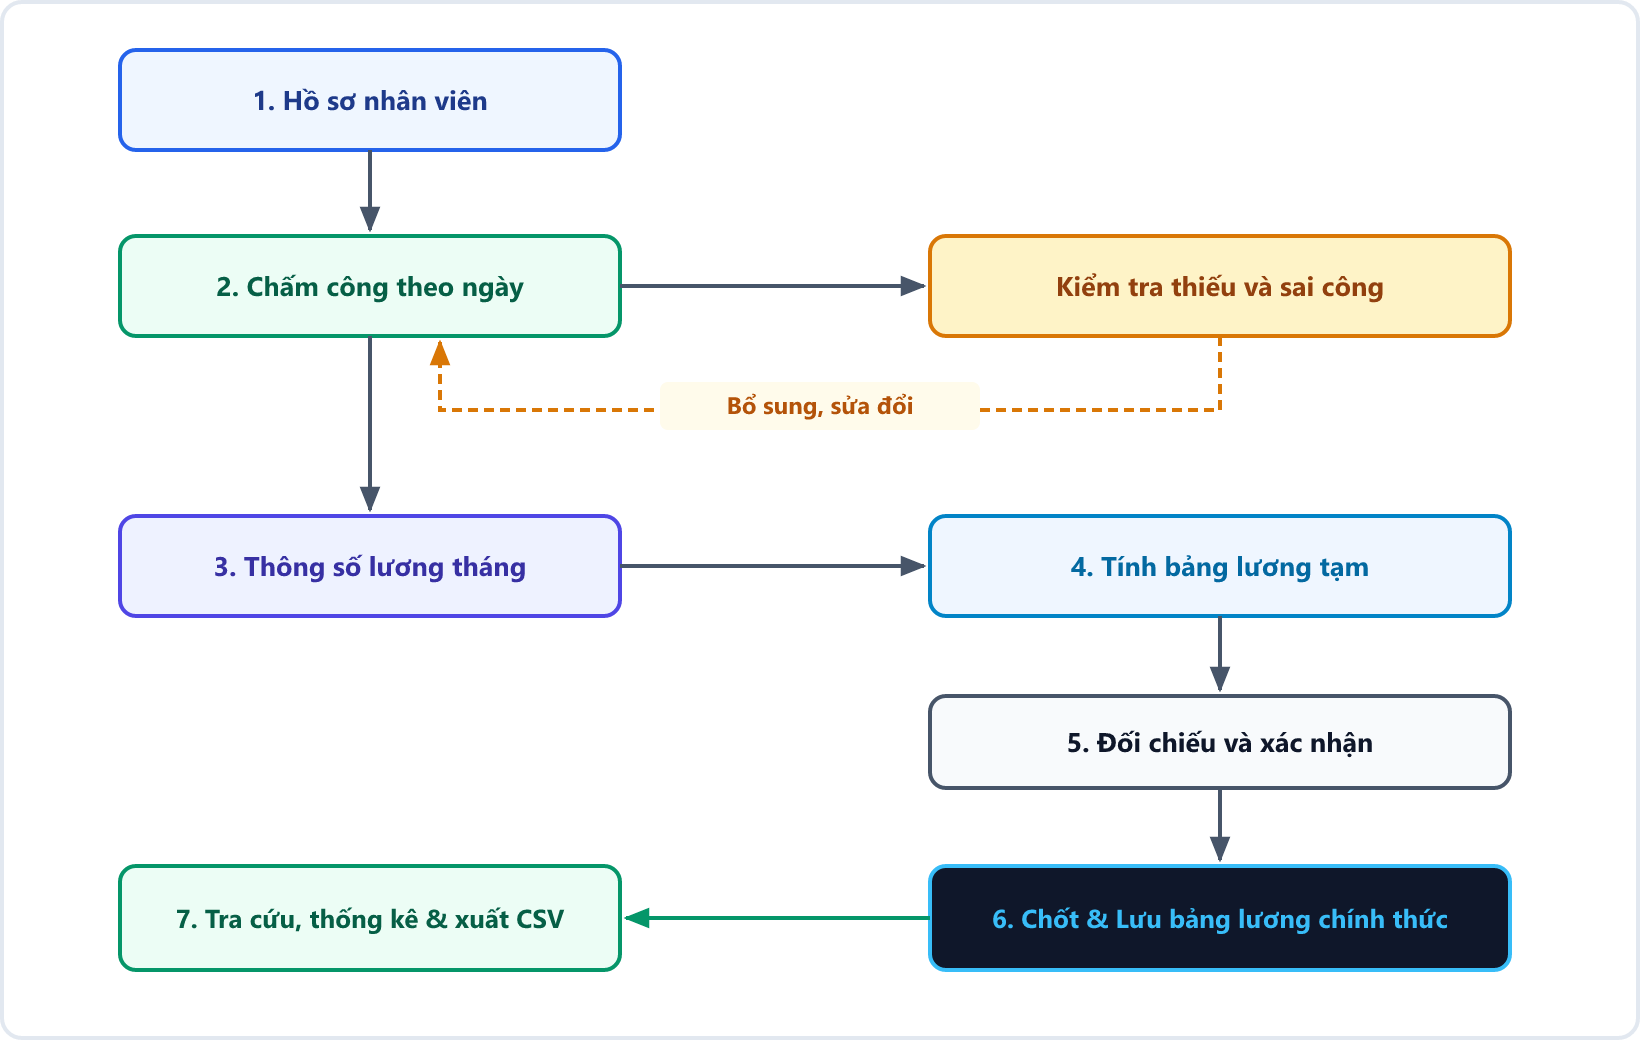 1. Hồ sơ nhân viên
2. Chấm công theo ngày
Kiểm tra thiếu và sai công
Bổ sung, sửa đổi
3. Thông số lương tháng
4. Tính bảng lương tạm
5. Đối chiếu và xác nhận
6. Chốt & Lưu bảng lương chính thức
7. Tra cứu, thống kê & xuất CSV